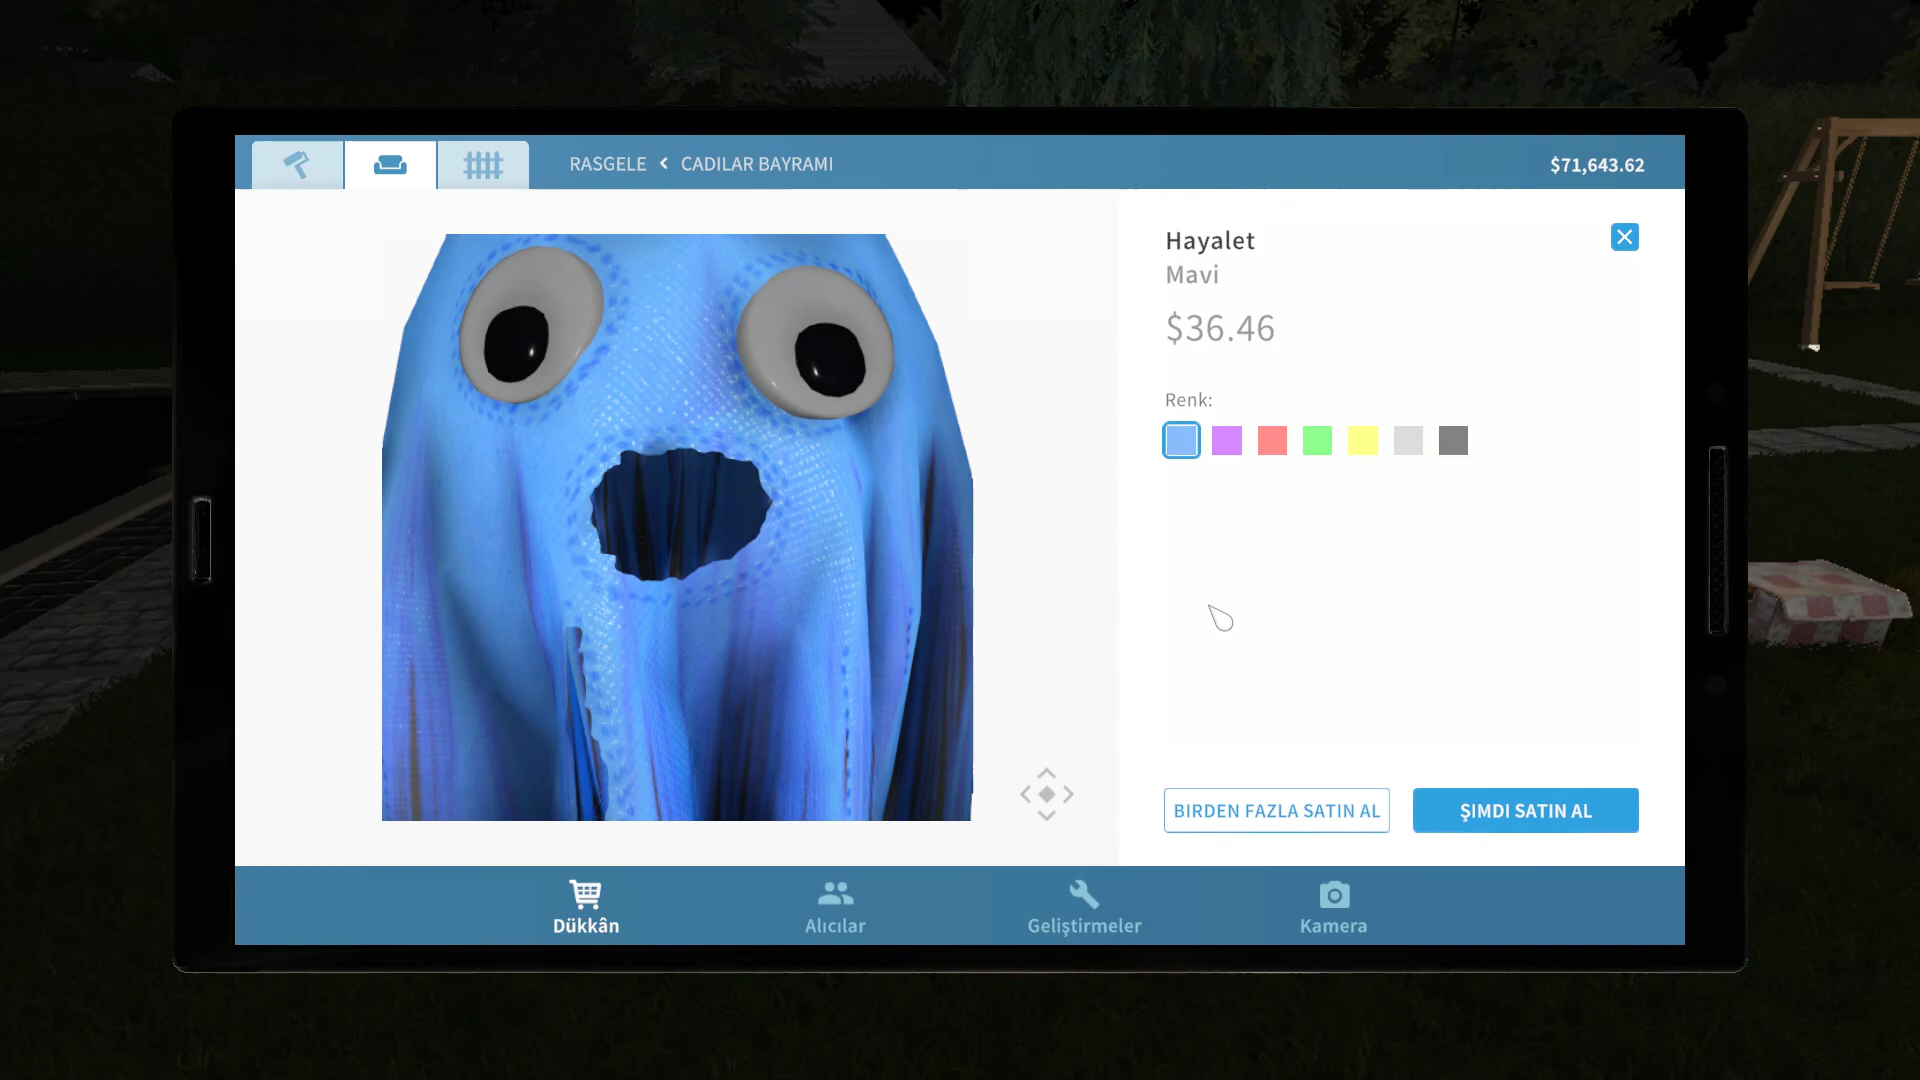 RASGELE < CADILAR BAYRAMI
$71,643.62
Hayalet
Mavi
$36.46
Renk:
BIRDEN FAZLA SATIN AL
ŞIMDI SATIN AL
Dükkân
Alıcılar
Geliştirmeler
Kamera